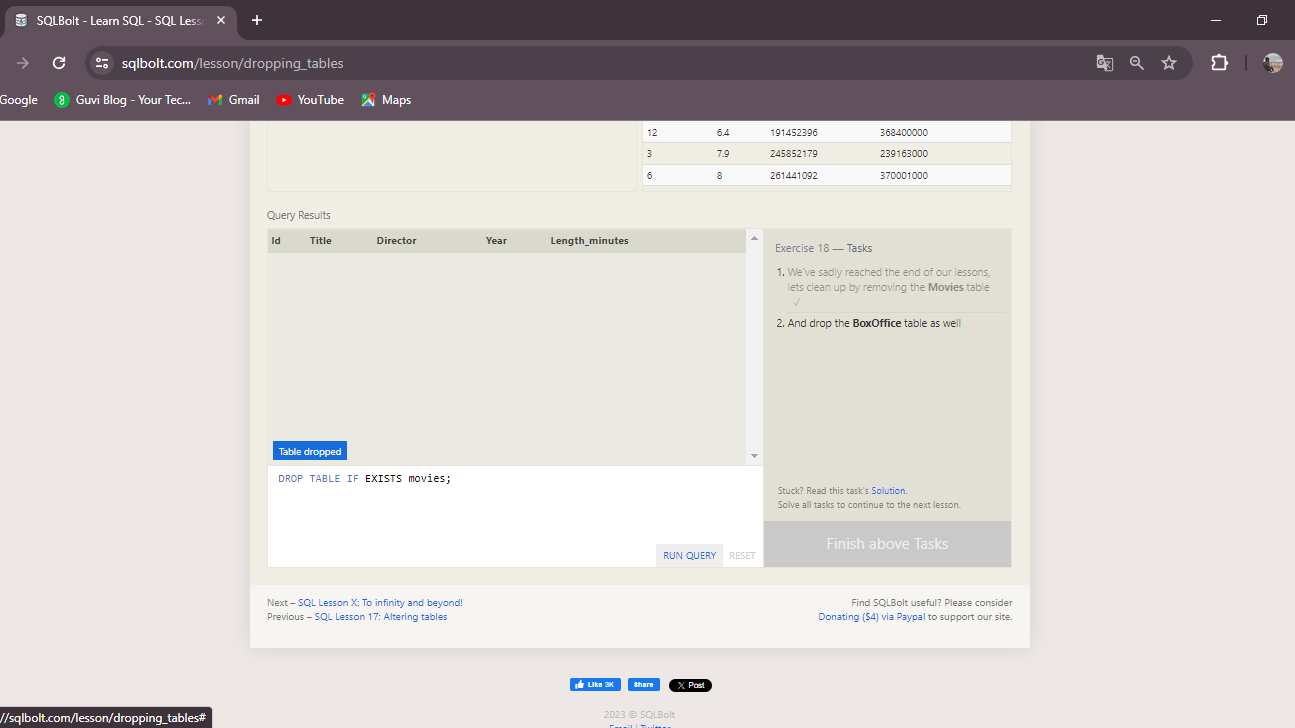 SQLBolt - Learn SQL - SQL Less
sqlbolt.com/lesson/dropping_tables
Google
Guvi Blog - Your Tec...
Gmail
YouTube
Maps
12 6.4 191452396 368400000
3 7.9 245852179 239163000
6 8 261441092 370001000
Query Results
Id Title Director Year Length_minutes
Table dropped
DROP TABLE IF EXISTS movies;
RUN QUERY
RESET
Exercise 18 — Tasks
1. We've sadly reached the end of our lessons,
lets clean up by removing the Movies table
✓
2. And drop the BoxOffice table as well
Stuck? Read this task's Solution.
Solve all tasks to continue to the next lesson.
Finish above Tasks
Next – SQL Lesson X: To infinity and beyond!
Previous – SQL Lesson 17: Altering tables
Find SQLBolt useful? Please consider
Donating ($4) via Paypal to support our site.
Like 3K
Share
X Post
2023 © SQLBolt
Email | Twitter
//sqlbolt.com/lesson/dropping_tables#